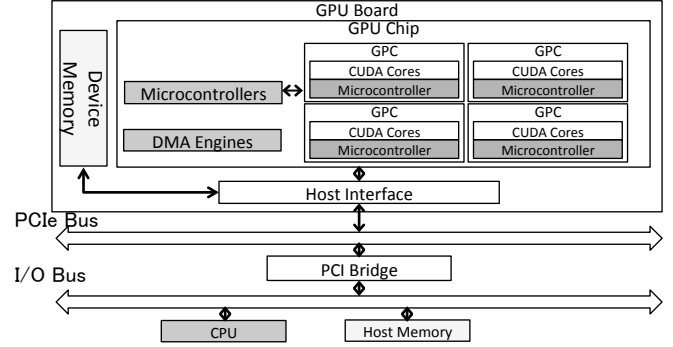 GPU Board
GPU Chip
Device
Memory
Microcontrollers
DMA Engines
GPC
CUDA Cores
Microcontroller
GPC
CUDA Cores
Microcontroller
GPC
CUDA Cores
Microcontroller
GPC
CUDA Cores
Microcontroller
Host Interface
PCIe Bus
PCI Bridge
I/O Bus
CPU
Host Memory